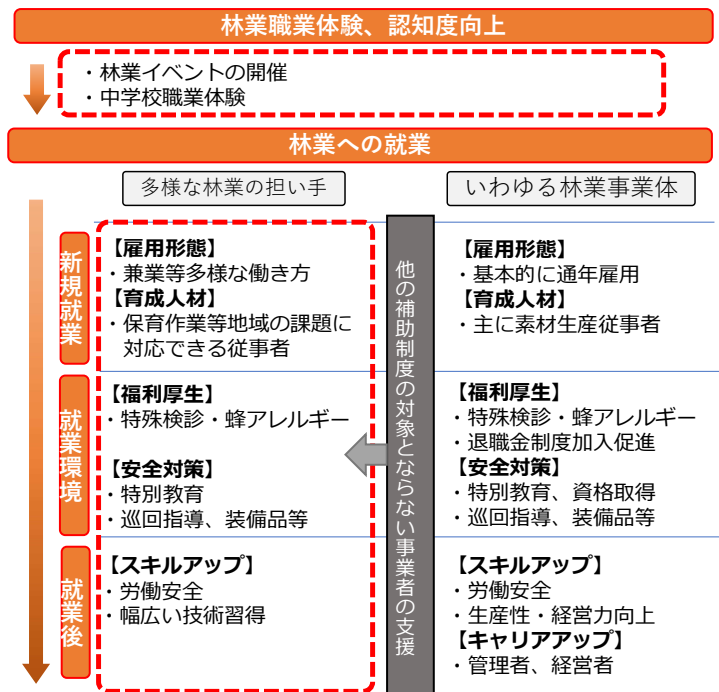 林業職業体験、認知度向上
・林業イベントの開催
・中学校職業体験
林業への就業
多様な林業の担い手
いわゆる林業事業体
新規就業
【雇用形態】
・兼業等多様な働き方
【育成人材】
・保育作業等地域の課題に
対応できる従事者
【雇用形態】
・基本的に通年雇用
【育成人材】
・主に素材生産従事者
他の補助制度の対象とならない事業者の支援
就業環境
【福利厚生】
・特殊検診・蜂アレルギー
【安全対策】
・特別教育
・巡回指導、装備品等
【福利厚生】
・特殊検診・蜂アレルギー
・退職金制度加入促進
【安全対策】
・特別教育、資格取得
・巡回指導、装備品等
就業後
【スキルアップ】
・労働安全
・幅広い技術習得
【スキルアップ】
・労働安全
・生産性・経営力向上
【キャリアアップ】
・管理者、経営者